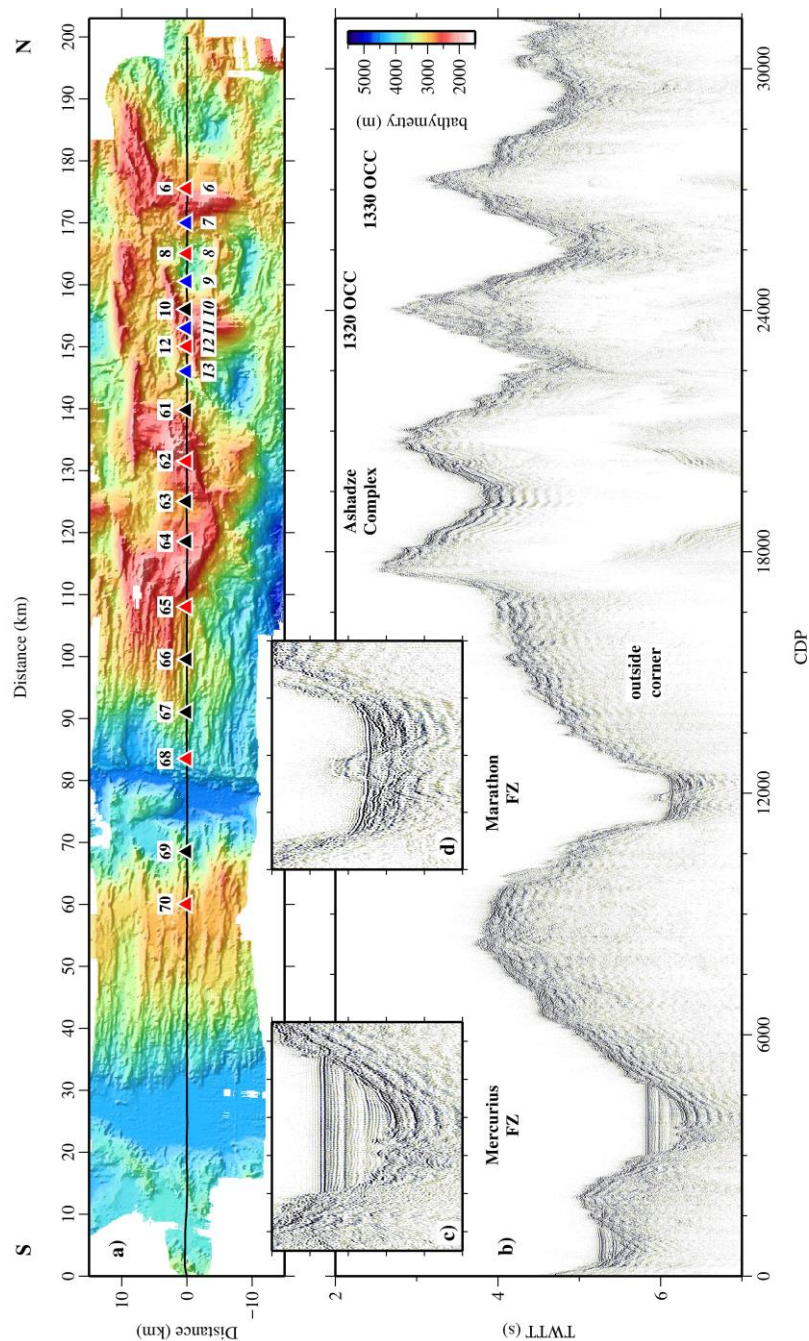 S
Distance (km)
N
0 10 20 30 40 50 60 70 80 90 100 110 120 130 140 150 160 170 180 190 200
Distance (km)
10
0
-10
a)
70 69 68 67 66 65 64 63 62 61 12 10 8 6
13 12 11 10 9 8 7 6
c)
d)
5000 4000 3000 2000
bathymetry (m)
TWTT (s)
2
4
6
b)
Mercurius
FZ
Marathon
FZ
outside
corner
Ashadze
Complex
1320 OCC
1330 OCC
0 6000 12000 18000 24000 30000
CDP